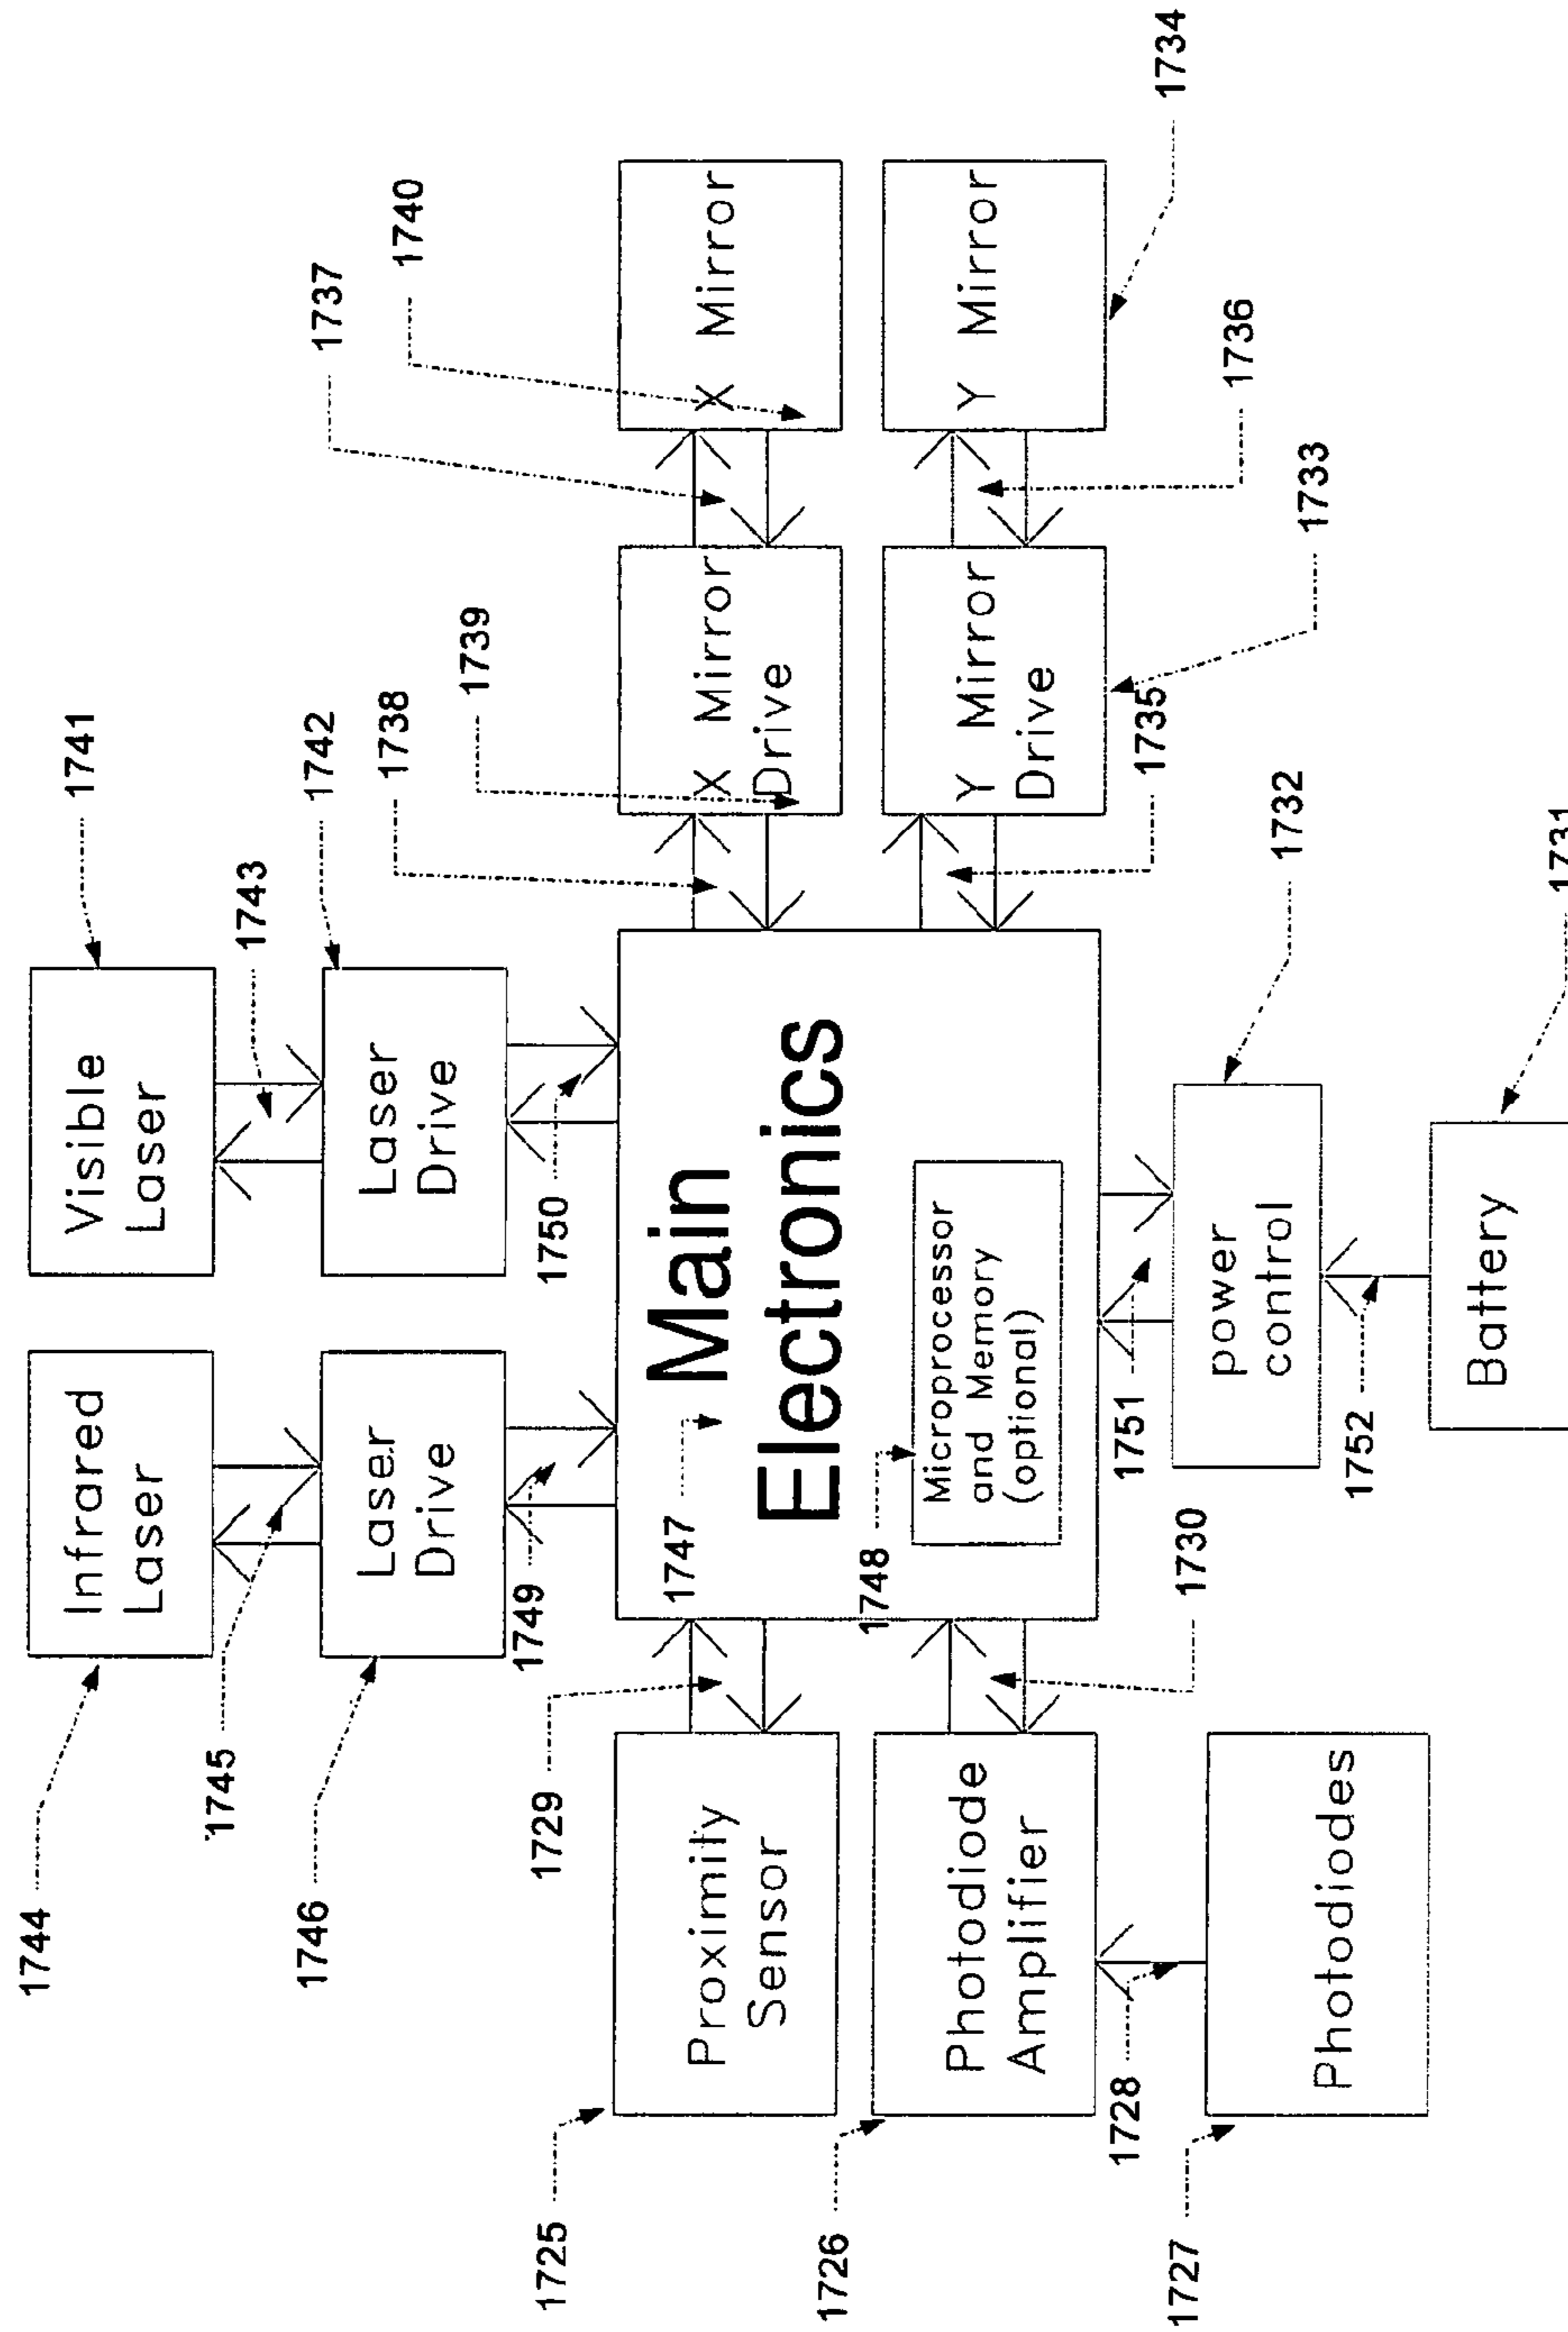 1744
1745
1746
Infrared
Laser
Laser
Drive
1749
1741
1743
1742
Visible
Laser
Laser
Drive
1750
1738
1739
1737
1740
1725
Proximity
Sensor
1729
1747
Main
Electronics
X Mirror
Drive
X Mirror
1726
Photodiode
Amplifier
1730
1748
Microprocessor
and Memory
(optional)
Y Mirror
Drive
Y Mirror
1734
1735
1736
1733
1727
1728
Photodiodes
1751
1752
power
control
1732
Battery
1731